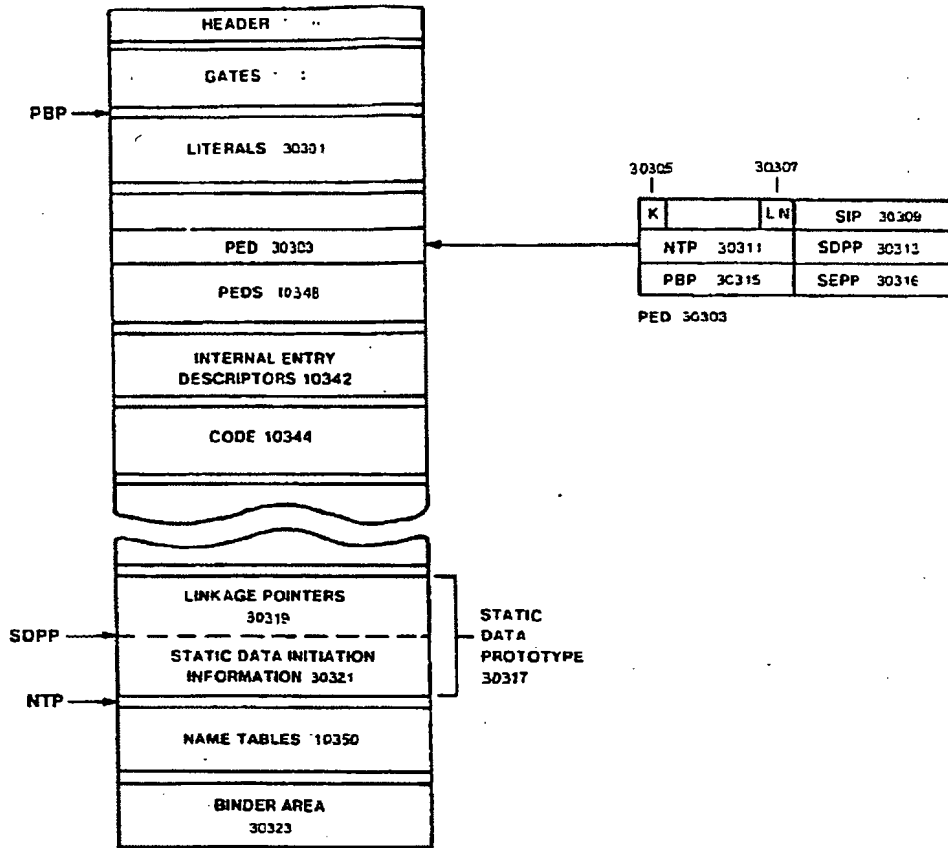 HEADER
GATES
PBP
LITERALS 30301
PED 30303
PEDS 10348
INTERNAL ENTRY
DESCRIPTORS 10342
CODE 10344
LINKAGE POINTERS
30319
SDPP
STATIC DATA INITIATION
INFORMATION 30321
NTP
NAME TABLES 10350
BINDER AREA
30323
STATIC
DATA
PROTOTYPE
30317
30305 30307
K LN SIP 30309
NTP 30311 SDPP 30313
PBP 30315 SEPP 30316
PED 30303